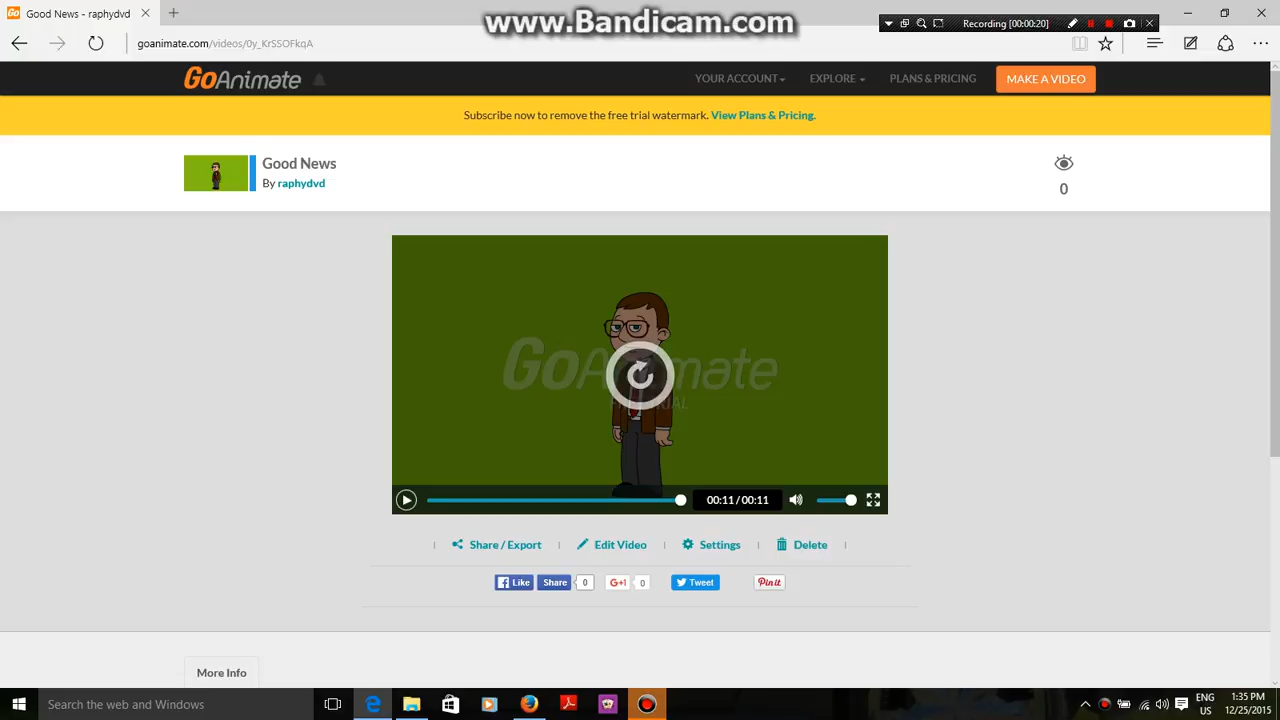 Good News - raphydvd
www.Bandicam.com
Recording [00:00:20]
goanimate.com/videos/0y_KrSSOFkqA
GoAnimate
YOUR ACCOUNT
EXPLORE
PLANS & PRICING
MAKE A VIDEO
Subscribe now to remove the free trial watermark. View Plans & Pricing.
Good News
By raphydvd
0
GoAnimate
00:11 / 00:11
Share / Export
Edit Video
Settings
Delete
Like
Share
0
G+1
0
Tweet
Pin it
More Info
Search the web and Windows
ENG
US
1:35 PM
12/25/2015